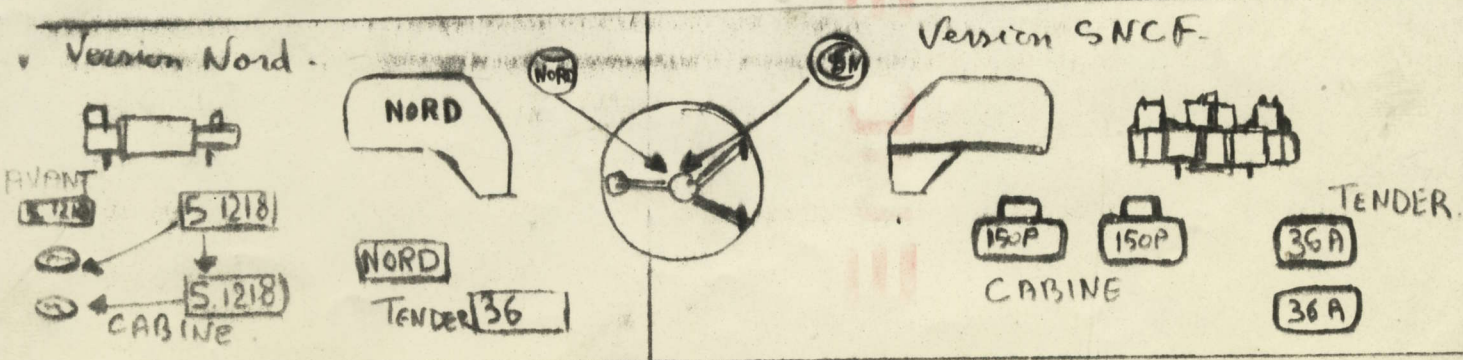 Version Nord.
NORD
NORD
AVANT
5.1218
5.1218
CABINE
NORD
TENDER 36
Version SNCF.
150P
150P
CABINE
TENDER.
36A
36A